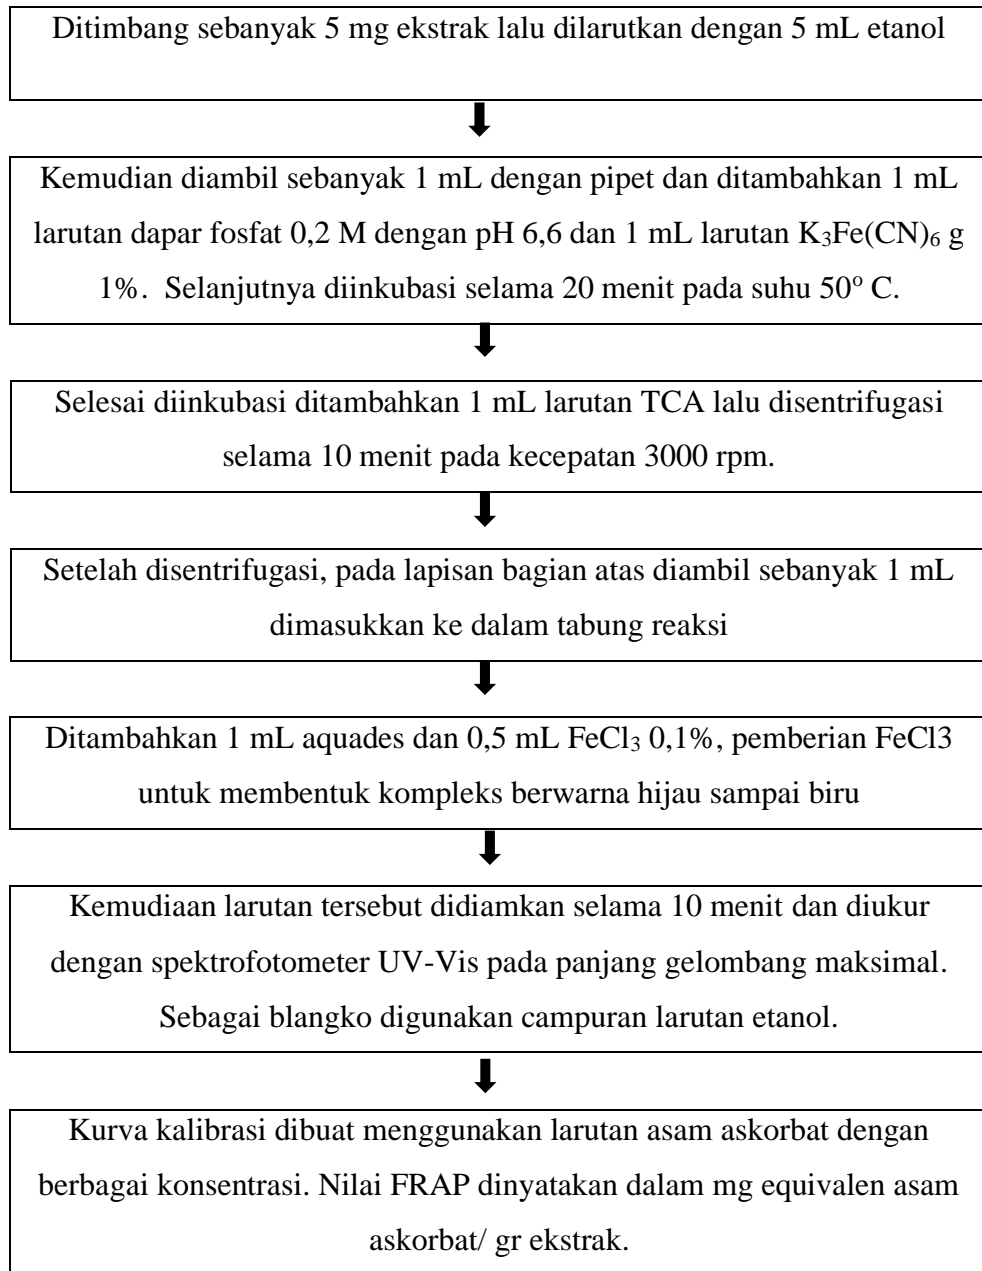 Ditimbang sebanyak 5 mg ekstrak lalu dilarutkan dengan 5 mL etanol
Kemudian diambil sebanyak 1 mL dengan pipet dan ditambahkan 1 mL
larutan dapar fosfat 0,2 M dengan pH 6,6 dan 1 mL larutan K₃Fe(CN)₆ g
1%. Selanjutnya diinkubasi selama 20 menit pada suhu 50° C.
Selesai diinkubasi ditambahkan 1 mL larutan TCA lalu disentrifugasi
selama 10 menit pada kecepatan 3000 rpm.
Setelah disentrifugasi, pada lapisan bagian atas diambil sebanyak 1 mL
dimasukkan ke dalam tabung reaksi
Ditambahkan 1 mL aquades dan 0,5 mL FeCl₃ 0,1%, pemberian FeCl3
untuk membentuk kompleks berwarna hijau sampai biru
Kemudiaan larutan tersebut didiamkan selama 10 menit dan diukur
dengan spektrofotometer UV-Vis pada panjang gelombang maksimal.
Sebagai blangko digunakan campuran larutan etanol.
Kurva kalibrasi dibuat menggunakan larutan asam askorbat dengan
berbagai konsentrasi. Nilai FRAP dinyatakan dalam mg equivalen asam
askorbat/ gr ekstrak.